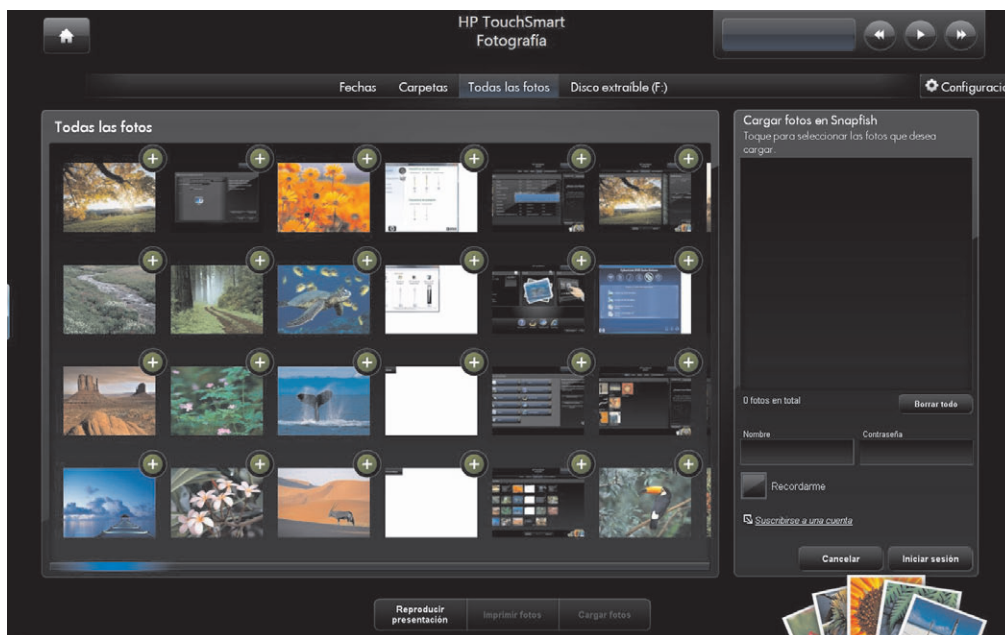 HP TouchSmart
Fotografía
Fechas
Carpetas
Todas las fotos
Disco extraíble (F:)
Configuració
Todas las fotos
Cargar fotos en Snapfish
Toque para seleccionar las fotos que desea
cargar.
0 fotos en total
Borrar todo
Nombre
Contraseña
Recordarme
Suscribirse a una cuenta
Cancelar
Iniciar sesión
Reproducir
presentación
Imprimir fotos
Cargar fotos